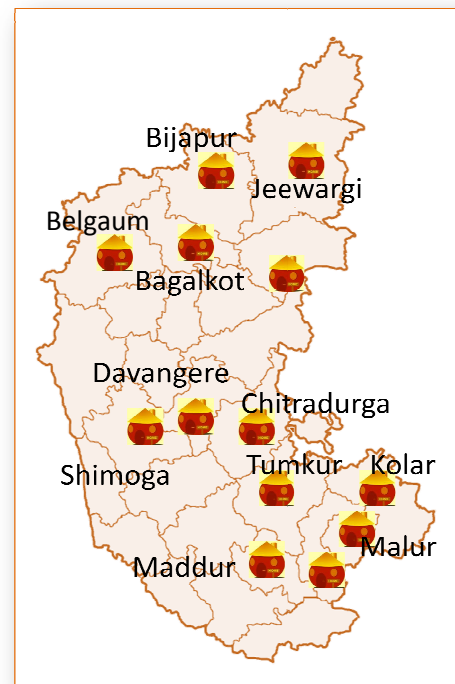 Bijapur
Jeewargi
Belgaum
Bagalkot
Davangere
Chitradurga
Shimoga
Tumkur
Kolar
Malur
Maddur